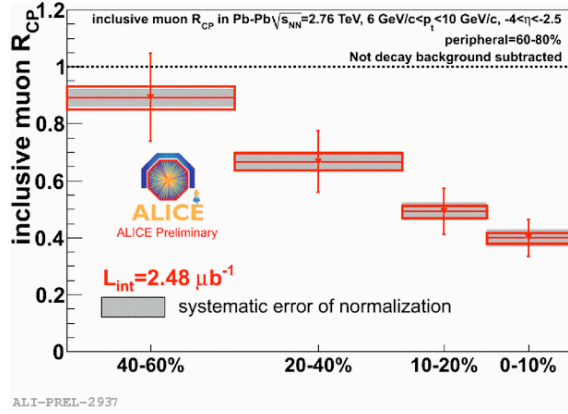 inclusive muon R_CP in Pb-Pb√s_NN=2.76 TeV, 6 GeV/c<p_t<10 GeV/c, -4<η<-2.5
peripheral=60-80%
Not decay background subtracted
inclusive muon R_CP
1.2
1
0.8
0.6
0.4
0.2
0
ALICE
ALICE Preliminary
L_int=2.48 μb⁻¹
systematic error of normalization
40-60% 20-40% 10-20% 0-10%
ALI-PREL-2937